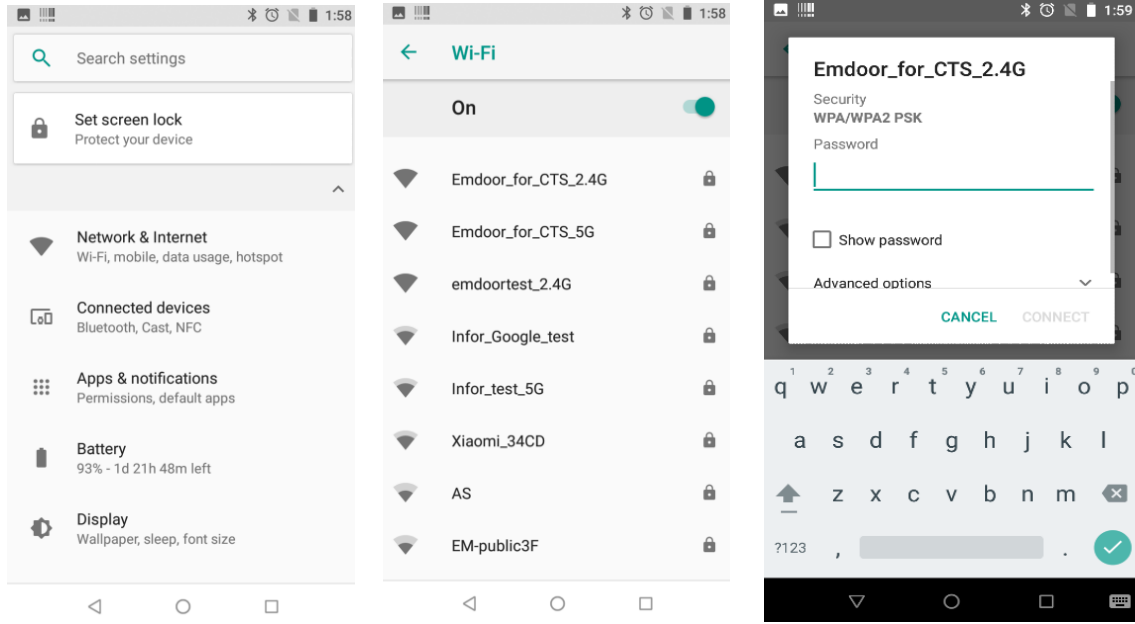 1:58
Search settings
Set screen lock
Protect your device
Network & Internet
Wi-Fi, mobile, data usage, hotspot
Connected devices
Bluetooth, Cast, NFC
Apps & notifications
Permissions, default apps
Battery
93% - 1d 21h 48m left
Display
Wallpaper, sleep, font size
1:58
Wi-Fi
On
Emdoor_for_CTS_2.4G
Emdoor_for_CTS_5G
emdoortest_2.4G
Infor_Google_test
Infor_test_5G
Xiaomi_34CD
AS
EM-public3F
1:59
Emdoor_for_CTS_2.4G
Security
WPA/WPA2 PSK
Password
Show password
Advanced options
CANCEL CONNECT
1 2 3 4 5 6 7 8 9 0
q w e r t y u i o p
a s d f g h j k l
z x c v b n m
?123 , .